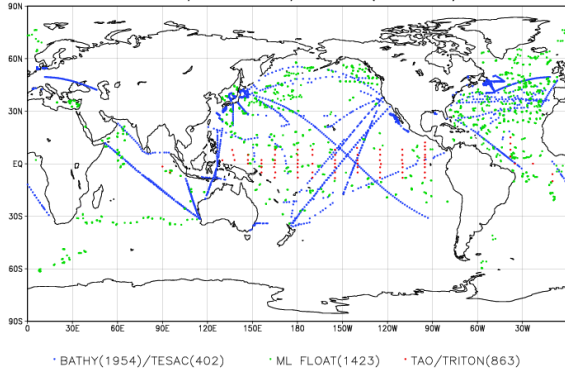 90N
60N
30N
EQ
30S
60S
90S
0 30E 60E 90E 120E 150E 180 150W 120W 90W 60W 30W
BATHY(1954)/TESAC(402) ML FLOAT(1423) TAO/TRITON(863)